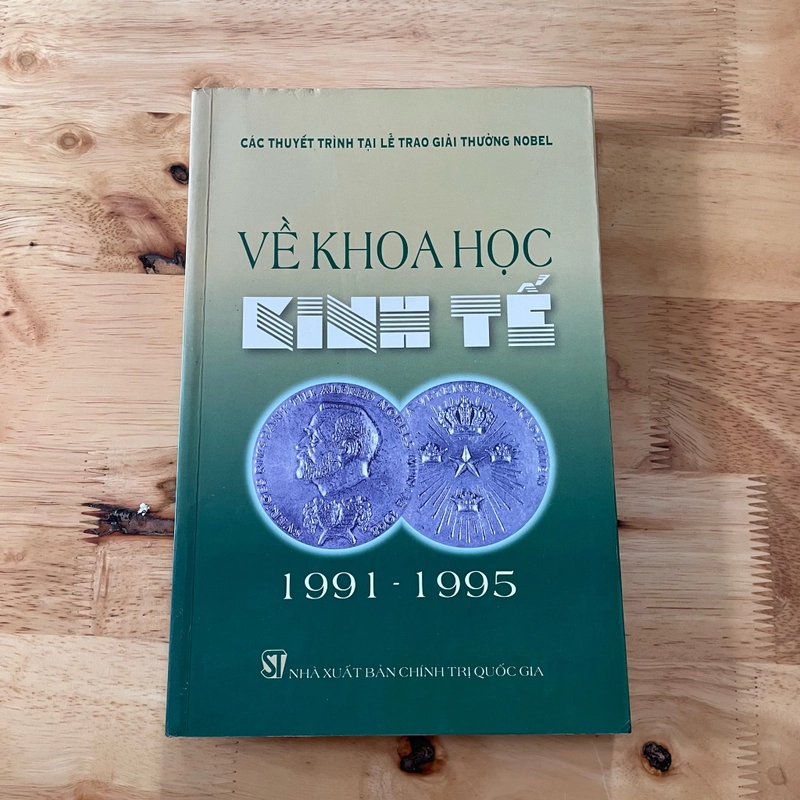 CÁC THUYẾT TRÌNH TẠI LỄ TRAO GIẢI THƯỞNG NOBEL
VỀ KHOA HỌC
KINH TẾ
1991 - 1995
ST NHÀ XUẤT BẢN CHÍNH TRỊ QUỐC GIA